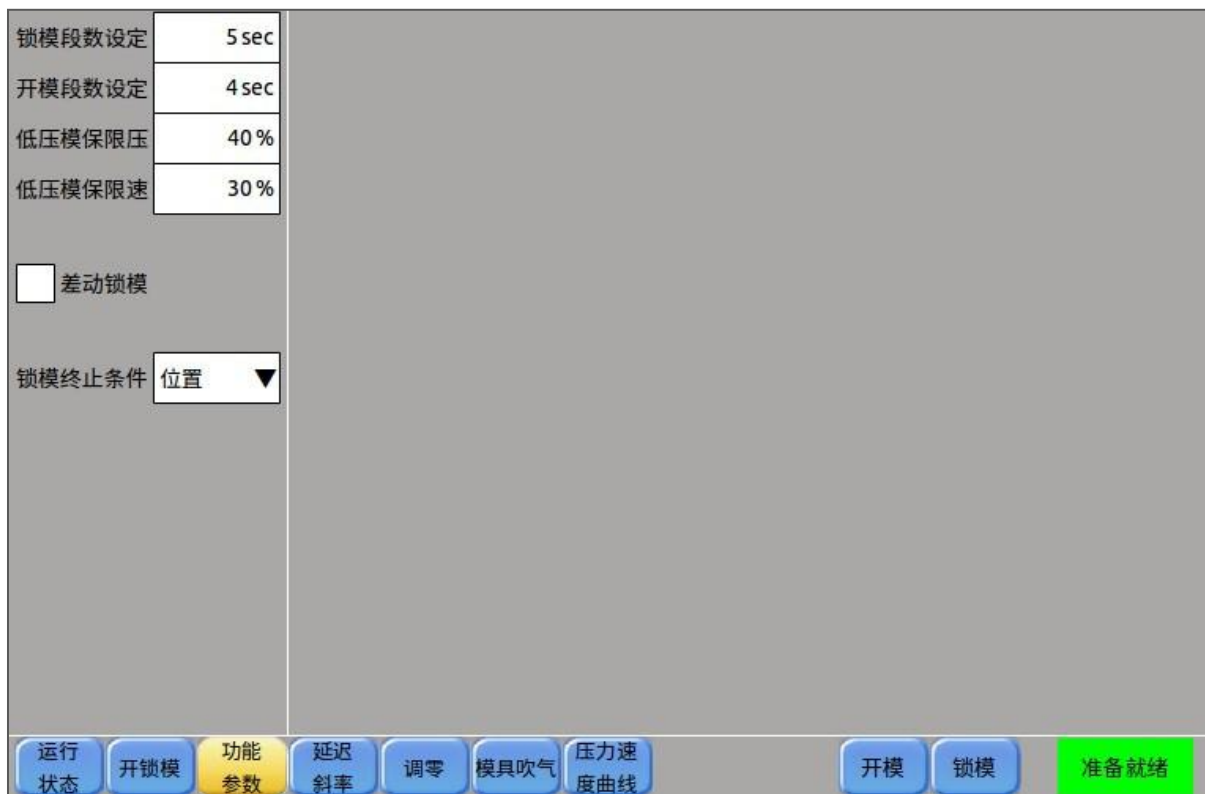 锁模段数设定 5 sec
开模段数设定 4 sec
低压模保限压 40 %
低压模保限速 30 %
差动锁模
锁模终止条件 位置 ▼
运行
状态
开锁模
功能
参数
延迟
斜率
调零
模具吹气
压力速
度曲线
开模
锁模
准备就绪